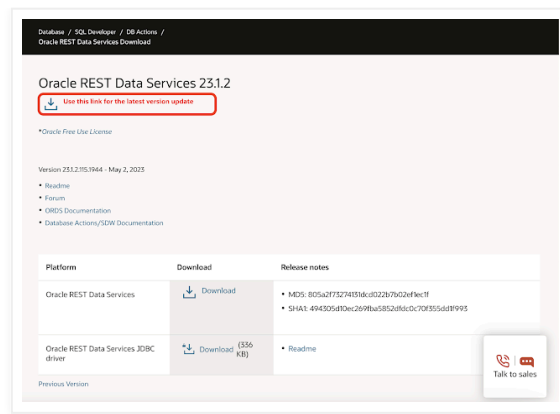 Database / SQL Developer / DB Actions /
Oracle REST Data Services Download
Oracle REST Data Services 23.1.2
Use this link for the latest version update
*Oracle Free Use License
Version 23.1.2.115.1944 - May 2, 2023
• Readme
• Forum
• ORDS Documentation
• Database Actions/SDW Documentation
Platform Download Release notes
Oracle REST Data Services Download • MD5: 805a2f73274131dcd022b7b02ef1ec1f
• SHA1: 494305d10ec269fba5852dfdc0c70f355dd1f993
Oracle REST Data Services JDBC driver Download (336 KB) • Readme
Talk to sales
Previous Version